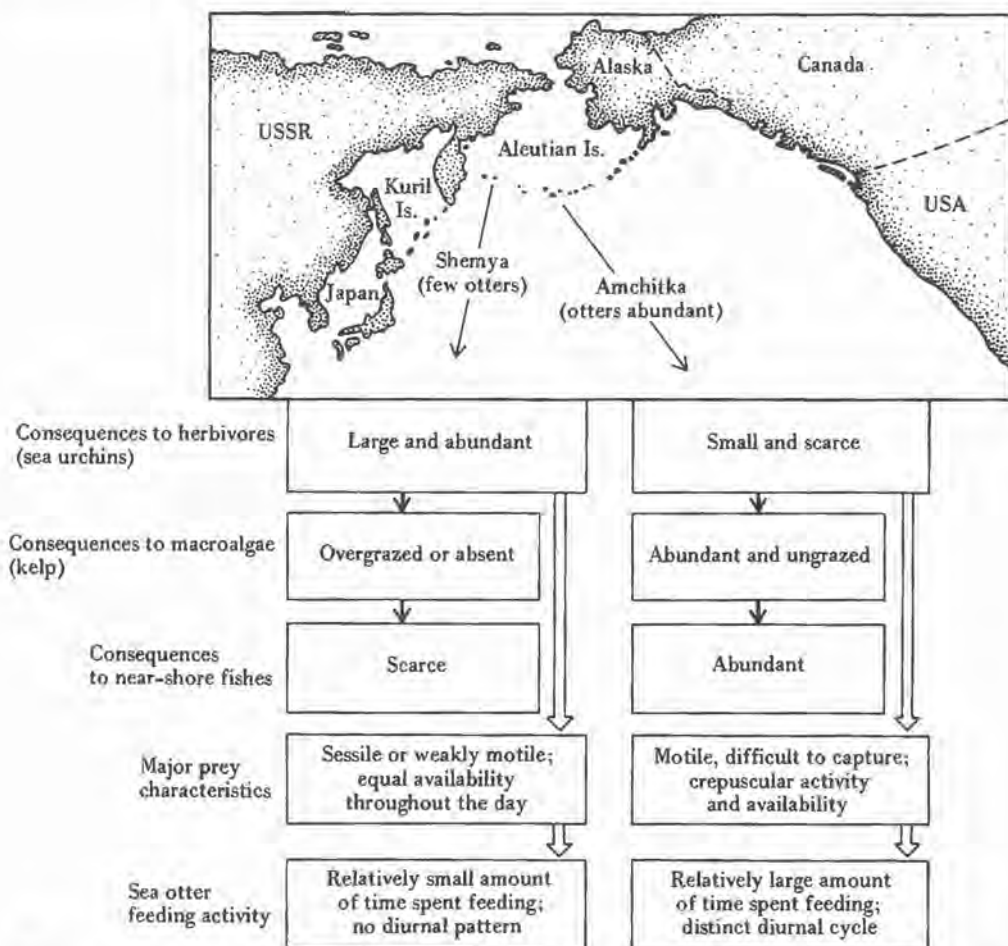 Alaska
Canada
USSR
Aleutian Is.
Kuril
Is.
USA
Shemya
(few otters)
Amchitka
(otters abundant)
Japan
Consequences to herbivores
(sea urchins)
Large and abundant
Small and scarce
Consequences to macroalgae
(kelp)
Overgrazed or absent
Abundant and ungrazed
Consequences
to near-shore fishes
Scarce
Abundant
Major prey
characteristics
Sessile or weakly motile;
equal availability
throughout the day
Motile, difficult to capture;
crepuscular activity
and availability
Sea otter
feeding activity
Relatively small amount
of time spent feeding;
no diurnal pattern
Relatively large amount
of time spent feeding;
distinct diurnal cycle